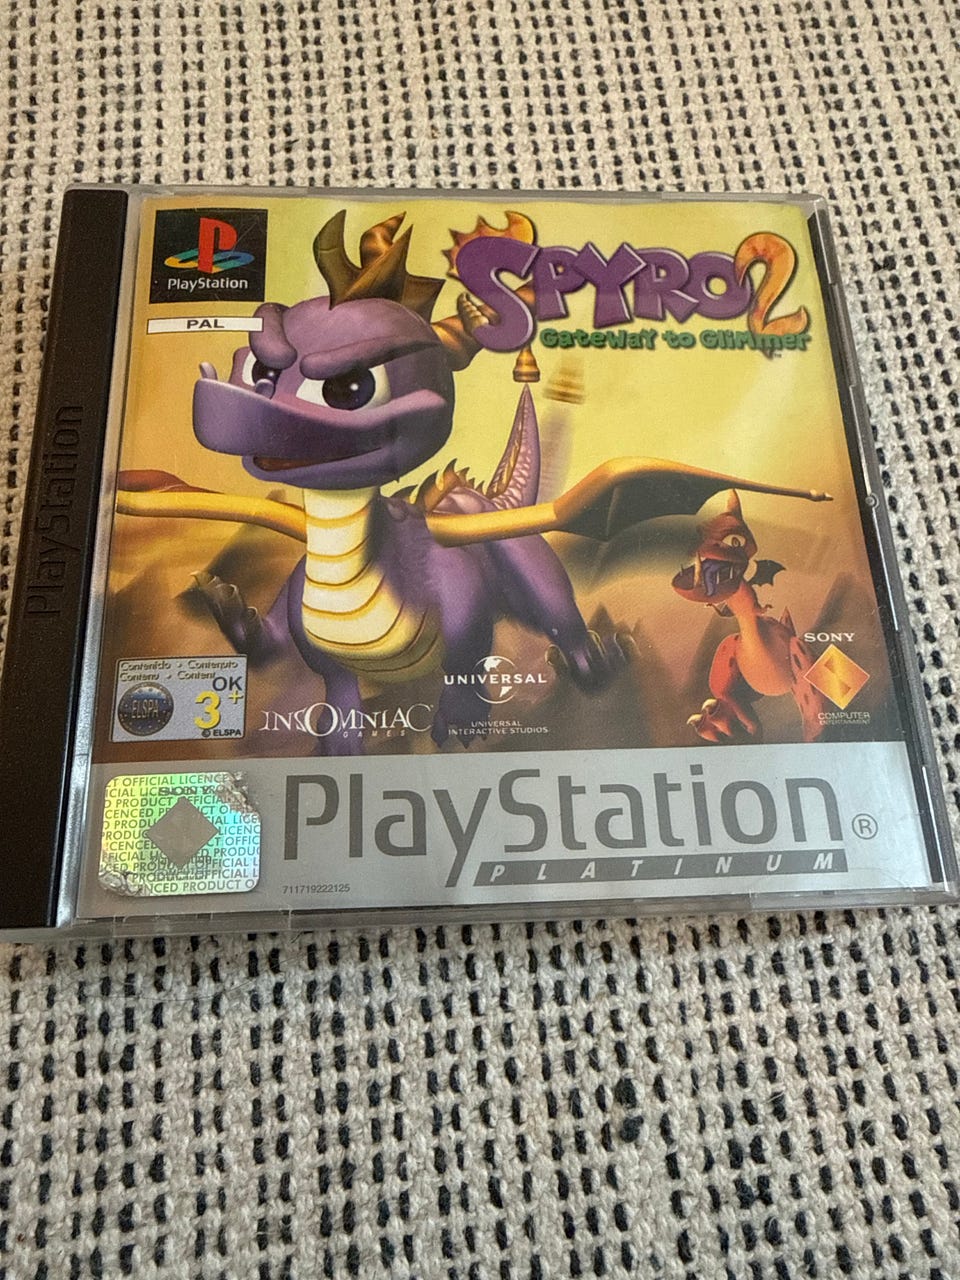 PlayStation
PlayStation
PAL
SPYRO 2
Gateway to Glimmer
Contenido • Contenuto
Contenu • Content
OK
ELSPA
3+
© ELSPA
INSOMNIAC
GAMES
UNIVERSAL
UNIVERSAL
INTERACTIVE STUDIOS
SONY
COMPUTER
ENTERTAINMENT
SONY
OFFICIAL LICENCED PRODUCT
PlayStation®
PLATINUM
711719222125